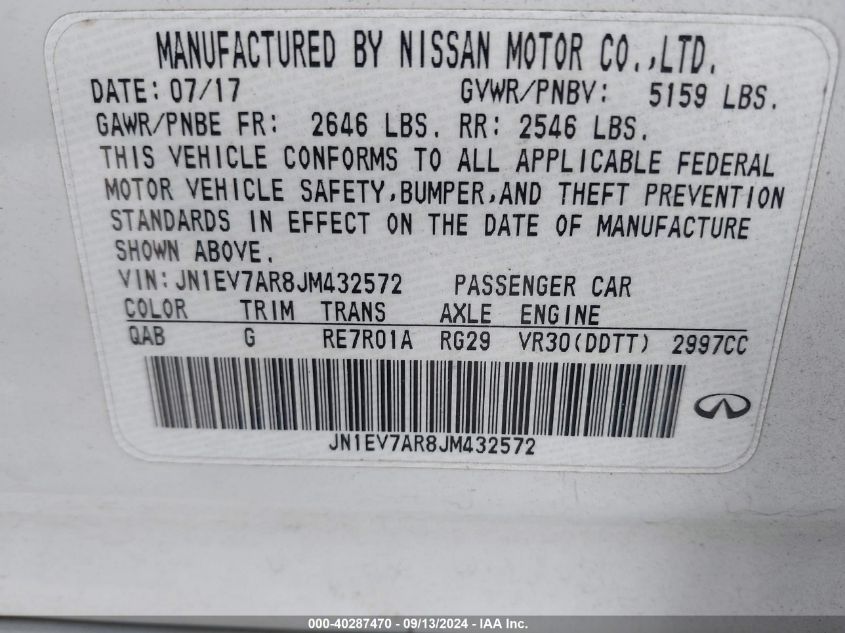 MANUFACTURED BY NISSAN MOTOR CO.,LTD.
DATE: 07/17 GVWR/PNBV: 5159 LBS.
GAWR/PNBE FR: 2646 LBS. RR: 2546 LBS.
THIS VEHICLE CONFORMS TO ALL APPLICABLE FEDERAL
MOTOR VEHICLE SAFETY,BUMPER,AND THEFT PREVENTION
STANDARDS IN EFFECT ON THE DATE OF MANUFACTURE
SHOWN ABOVE.
VIN:JN1EV7AR8JM432572 PASSENGER CAR
COLOR TRIM TRANS AXLE ENGINE
QAB G RE7R01A RG29 VR30(DDTT) 2997CC
JN1EV7AR8JM432572
000-40287470 - 09/13/2024 - IAA Inc.